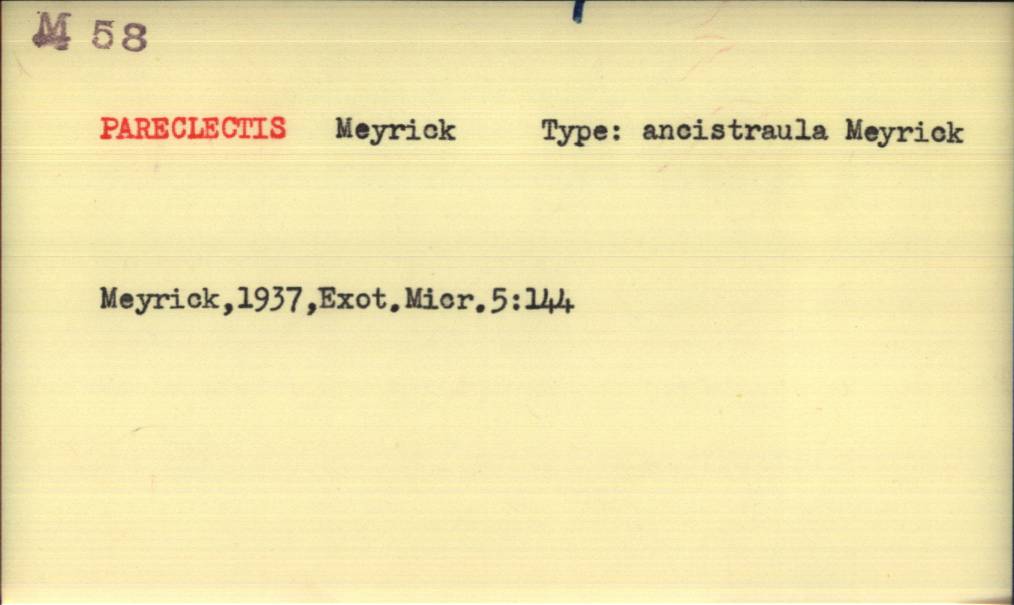 M 58
PARECLECTIS Meyrick Type: ancistraula Meyrick
Meyrick,1937,Exot.Micr.5:144